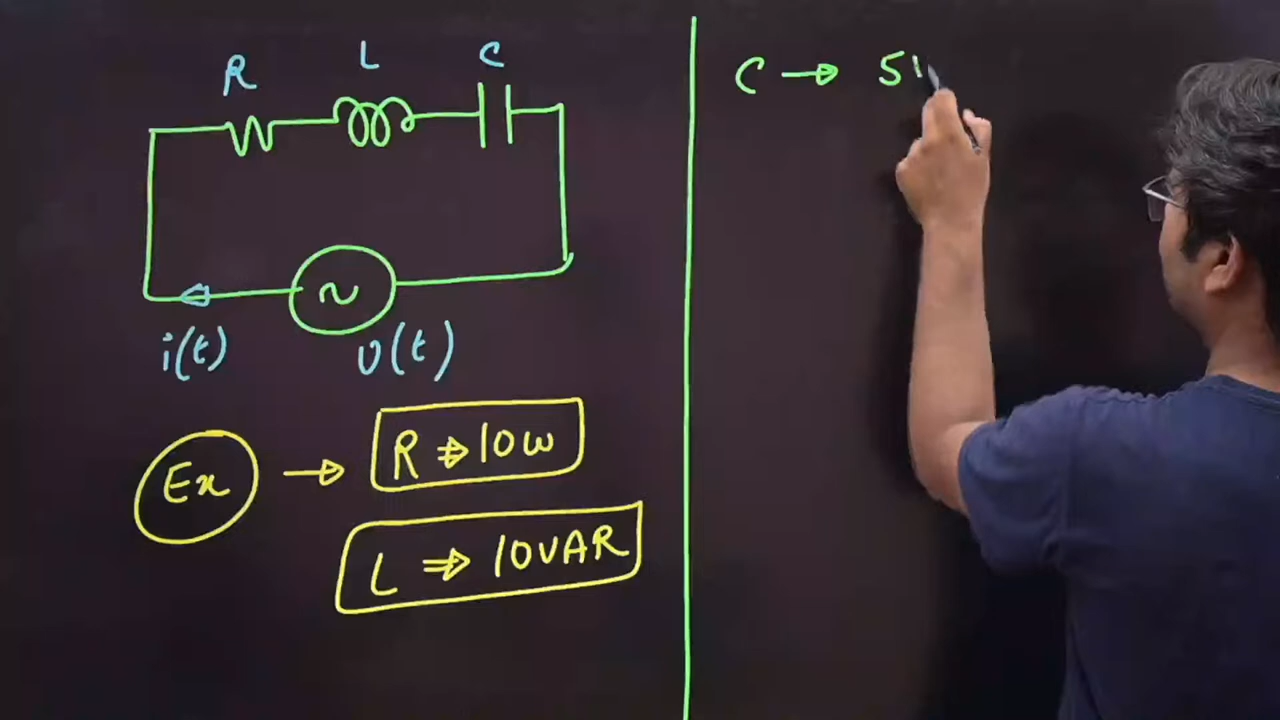 R L C
i(t) v(t)
Ex → R ⇒ 10W
L ⇒ 10VAR
C → 5